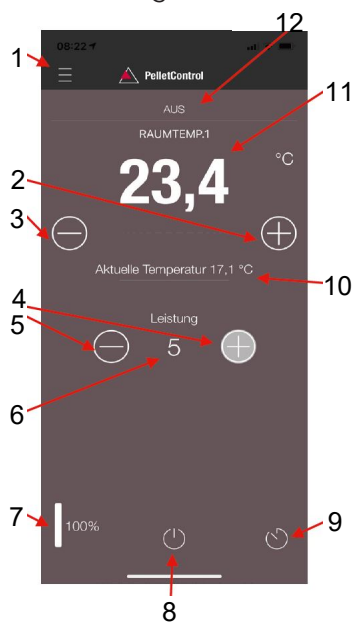 12
08:22
1
PelletControl
AUS
11
RAUMTEMP.1
23,4 °C
2
3
Aktuelle Temperatur 17,1 °C
10
4
Leistung
5
5
6
7
100%
9
8